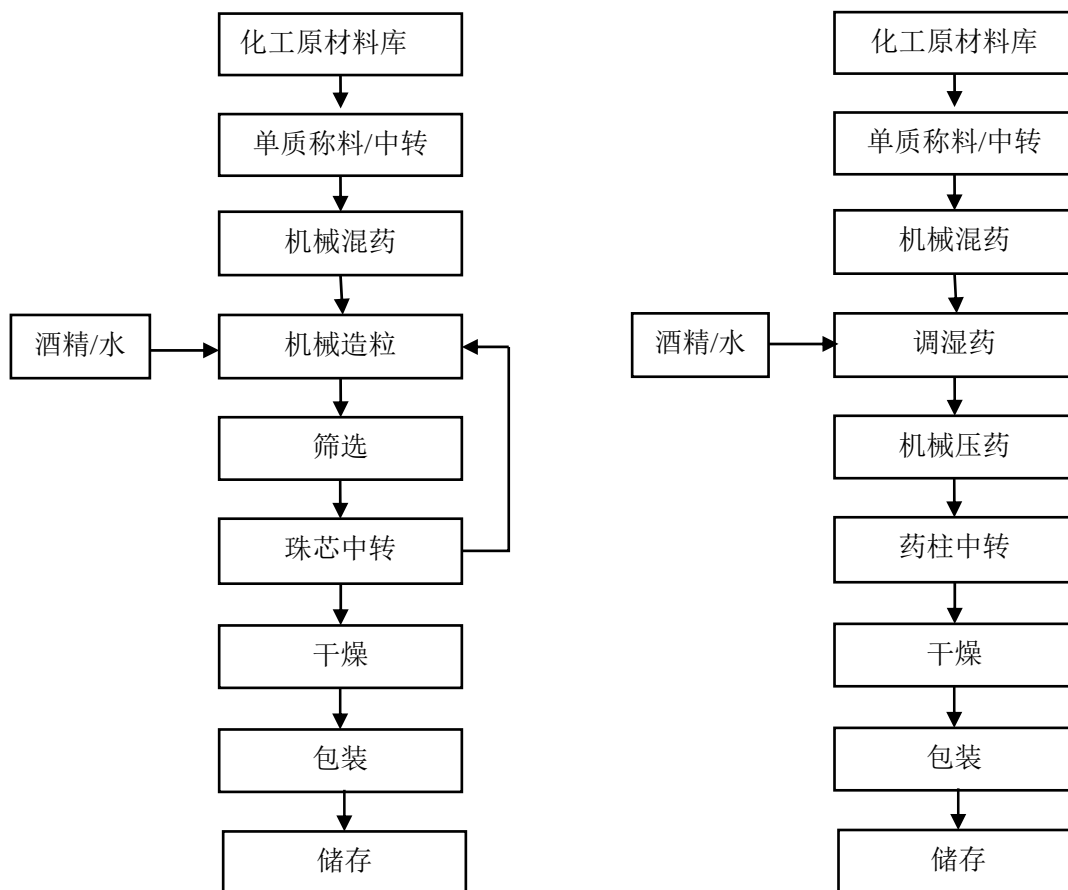 化工原材料库
单质称料/中转
机械混药
酒精/水
机械造粒
筛选
珠芯中转
干燥
包装
储存
化工原材料库
单质称料/中转
机械混药
酒精/水
调湿药
机械压药
药柱中转
干燥
包装
储存